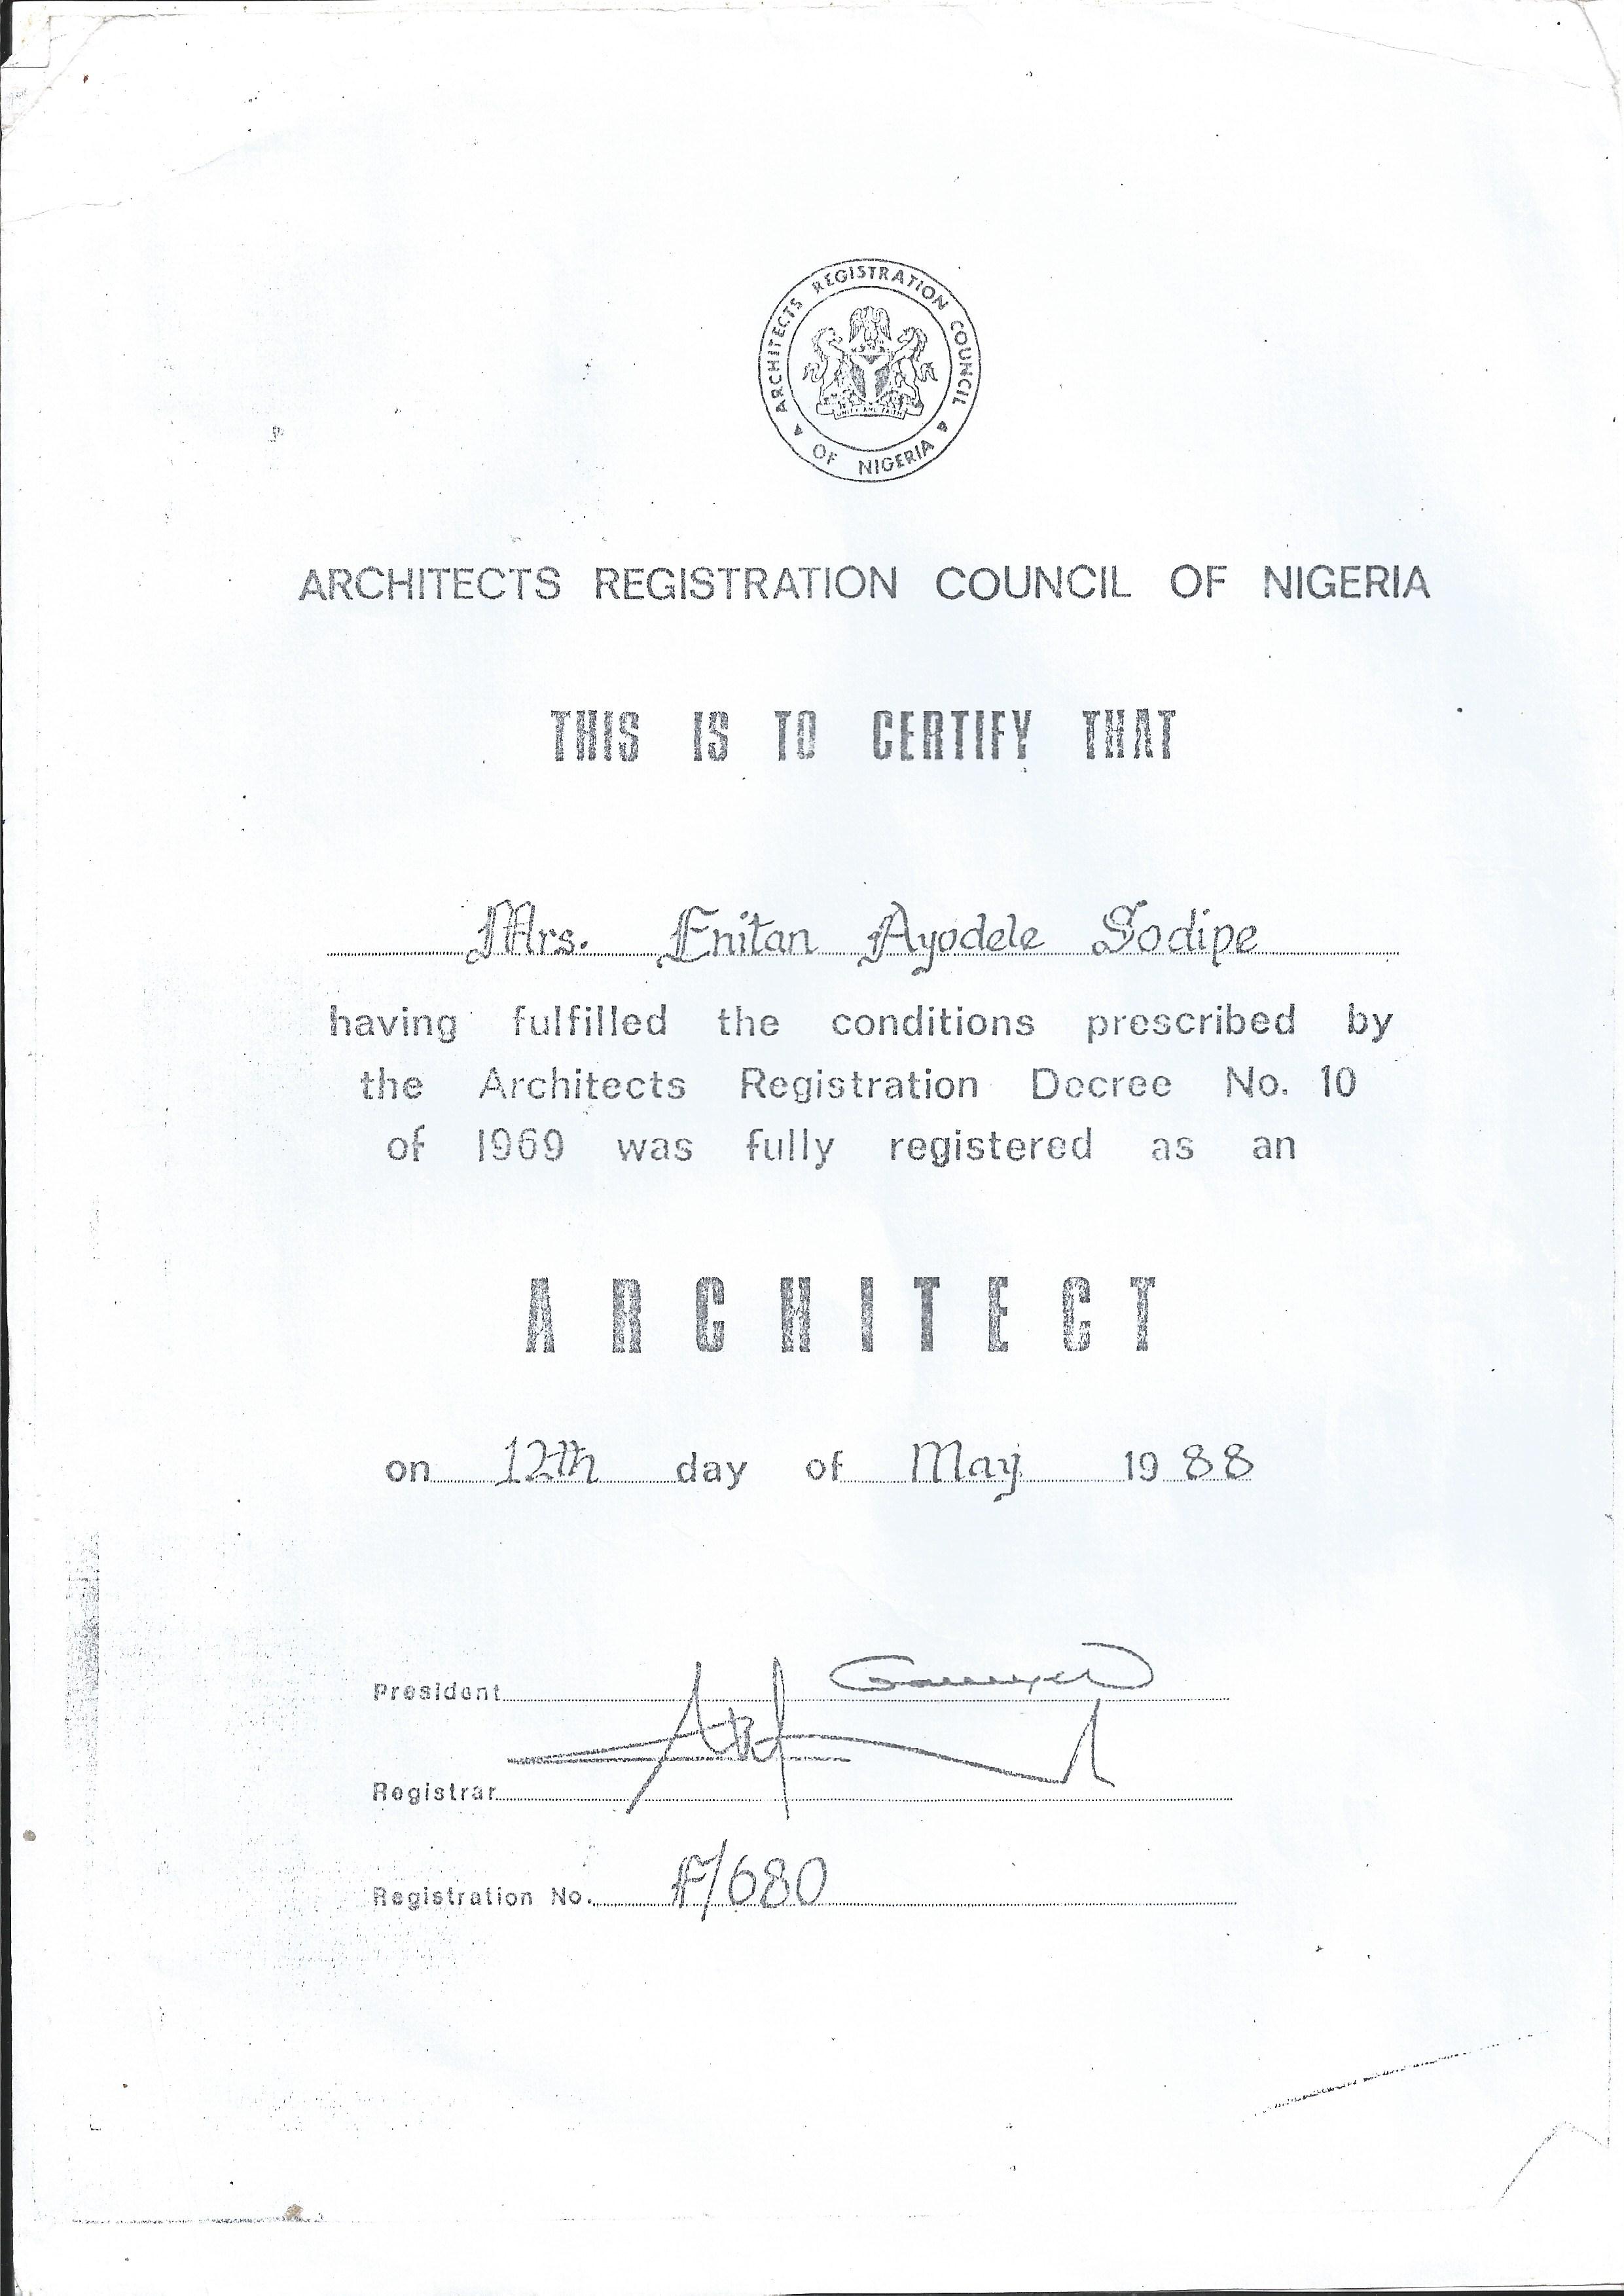 ARCHITECTS REGISTRATION COUNCIL
OF NIGERIA
UNITY AND FAITH
ARCHITECTS REGISTRATION COUNCIL OF NIGERIA
THIS IS TO CERTIFY THAT
Mrs. Enitan Ayodele Sodipe
having fulfilled the conditions prescribed by
the Architects Registration Decree No. 10
of 1969 was fully registered as an
ARCHITECT
on 12th day of May 1988
President
Registrar
Registration No. F/680